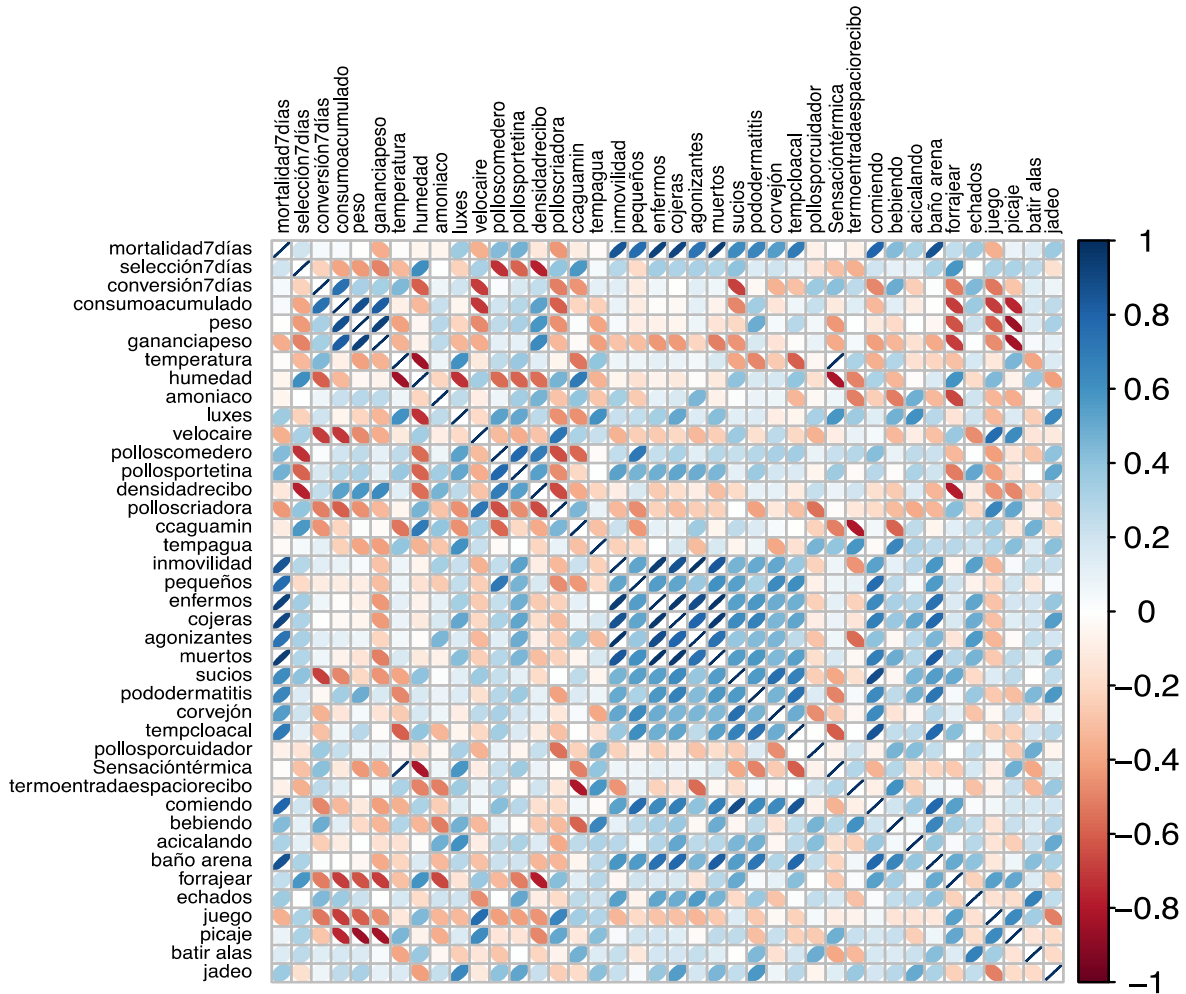 mortalidad7días
selección7días
conversión7días
consumoacumulado
peso
gananciapeso
temperatura
humedad
amoniaco
luxes
velocaire
polloscomedero
pollosportetina
densidadrecibo
polloscriadora
ccaguamin
tempagua
inmovilidad
pequeños
enfermos
cojeras
agonizantes
muertos
sucios
pododermatitis
corvejón
tempcloacal
pollosporcuidador
Sensacióntérmica
termoentradaespaciorecibo
comiendo
bebiendo
acicalando
baño arena
forrajear
echados
juego
picaje
batir alas
jadeo
mortalidad7días
selección7días
conversión7días
consumoacumulado
peso
gananciapeso
temperatura
humedad
amoniaco
luxes
velocaire
polloscomedero
pollosportetina
densidadrecibo
polloscriadora
ccaguamin
tempagua
inmovilidad
pequeños
enfermos
cojeras
agonizantes
muertos
sucios
pododermatitis
corvejón
tempcloacal
pollosporcuidador
Sensacióntérmica
termoentradaespaciorecibo
comiendo
bebiendo
acicalando
baño arena
forrajear
echados
juego
picaje
batir alas
jadeo
1
0.8
0.6
0.4
0.2
0
−0.2
−0.4
−0.6
−0.8
−1